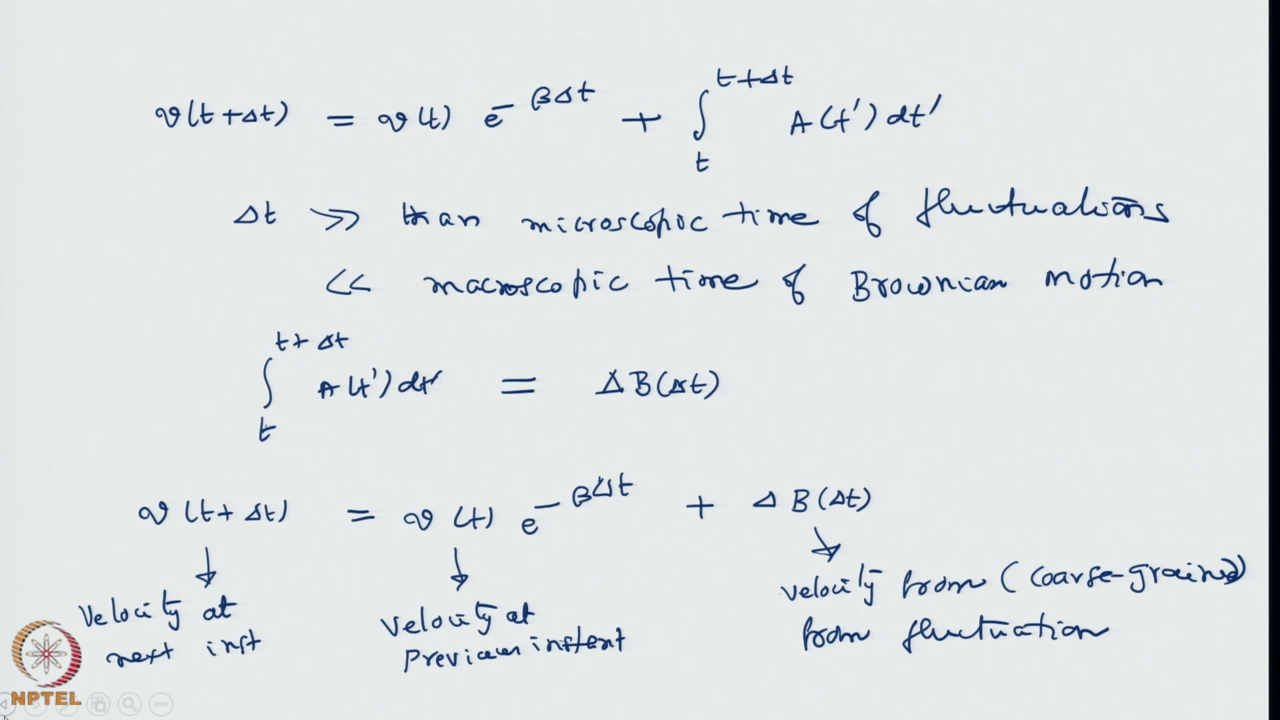 v(t+Δt) = v(t) e^{-βΔt} + ∫_t^{t+Δt} A(t')dt'
Δt >> than microscopic time of fluctuations
<< macroscopic time of Brownian motion
∫_t^{t+Δt} A(t')dt' = ΔB(Δt)
v(t+Δt) = v(t) e^{-βΔt} + ΔB(Δt)
↓ ↓ ↓
velocity at next inst
velocity at previous instent
velocity from (coarse-grained)
from fluctuation
NPTEL